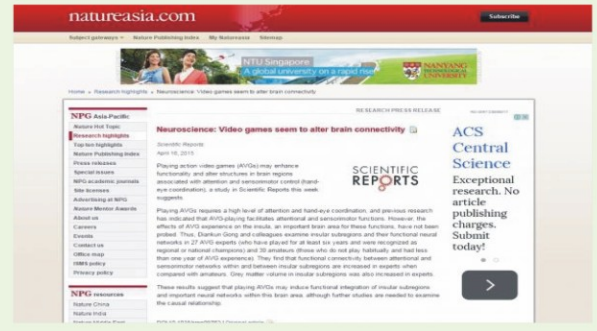 natureasia.com
Subscribe
Subject gateways
Nature Publishing Index
My Natureasia
Sitemap
NTU Singapore
A global university on a rapid rise
NANYANG
TECHNOLOGICAL
UNIVERSITY
Home » Research highlights » Neuroscience: Video games seem to alter brain connectivity
NPG Asia-Pacific
Nature Hot Topic
Research highlights
Top ten highlights
Nature Publishing Index
Press releases
Special issues
NPG academic journals
Site licenses
Advertising at NPG
Nature Mentor Awards
About us
Careers
Events
Contact us
Office map
Privacy policy
NPG resources
Nature China
Nature India
RESEARCH PRESS RELEASE
Neuroscience: Video games seem to alter brain connectivity
Scientific Reports
April 16, 2015
SCIENTIFIC
REPORTS
Playing action video games (AVGs) may enhance
functionality and alter structures in brain regions
associated with attention and sensorimotor control (hand-
eye coordination), a study in Scientific Reports this week
suggests.
Playing AVGs requires a high level of attention and hand-eye coordination, and previous research
has indicated that AVG-playing facilitates attentional and sensorimotor functions. However, the
effects of AVG experience on the insula, an important brain area for these functions, have not been
probed. Thus, Diankun Gong and colleagues examine insular subregions and their functional neural
networks in 27 AVG experts (who have played for at least six years and were recognized as
regional or national champions) and 30 amateurs (those who do not play habitually and had less
than one year of AVG experience). They find that functional connectivity between attentional and
sensorimotor networks within and between insular subregions are increased in experts when
compared with amateurs. Grey matter volume in insular subregions was also increased in experts.
These results suggest that playing AVGs may induce functional integration of insular subregions
and important neural networks within this brain area, although further studies are needed to examine
the causal relationship.
ACS
Central
Science
Exceptional
research. No
article
publishing
charges.
Submit
today!